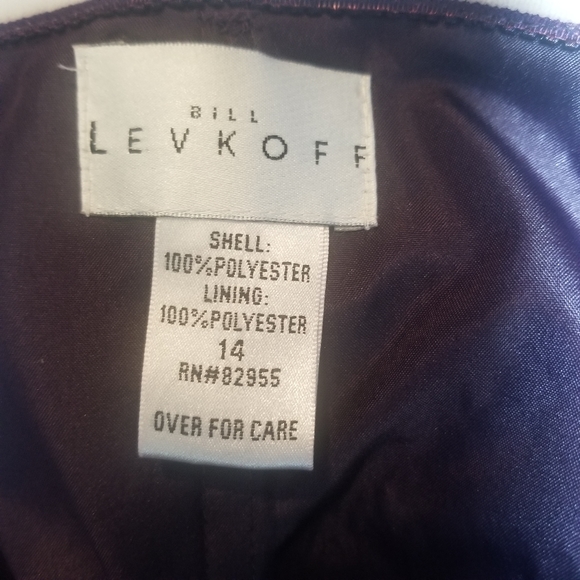 BILL
LEVKOFF
SHELL:
100%POLYESTER
LINING:
100%POLYESTER
14
RN#82955
OVER FOR CARE